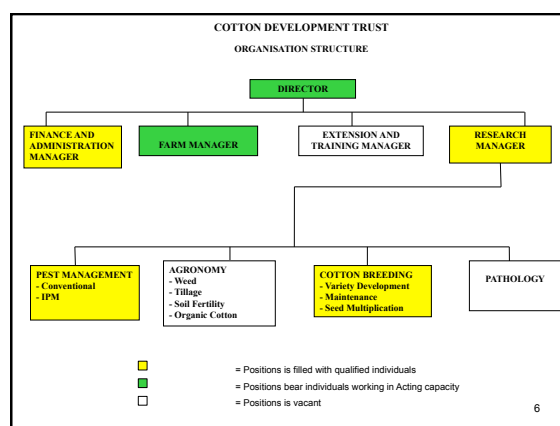 COTTON DEVELOPMENT TRUST
ORGANISATION STRUCTURE
DIRECTOR
FINANCE AND
ADMINISTRATION
MANAGER
FARM MANAGER
EXTENSION AND
TRAINING MANAGER
RESEARCH
MANAGER
PEST MANAGEMENT
- Conventional
- IPM
AGRONOMY
- Weed
- Tillage
- Soil Fertility
- Organic Cotton
COTTON BREEDING
- Variety Development
- Maintenance
- Seed Multiplication
PATHOLOGY
= Positions is filled with qualified individuals
= Positions bear individuals working in Acting capacity
= Positions is vacant
6